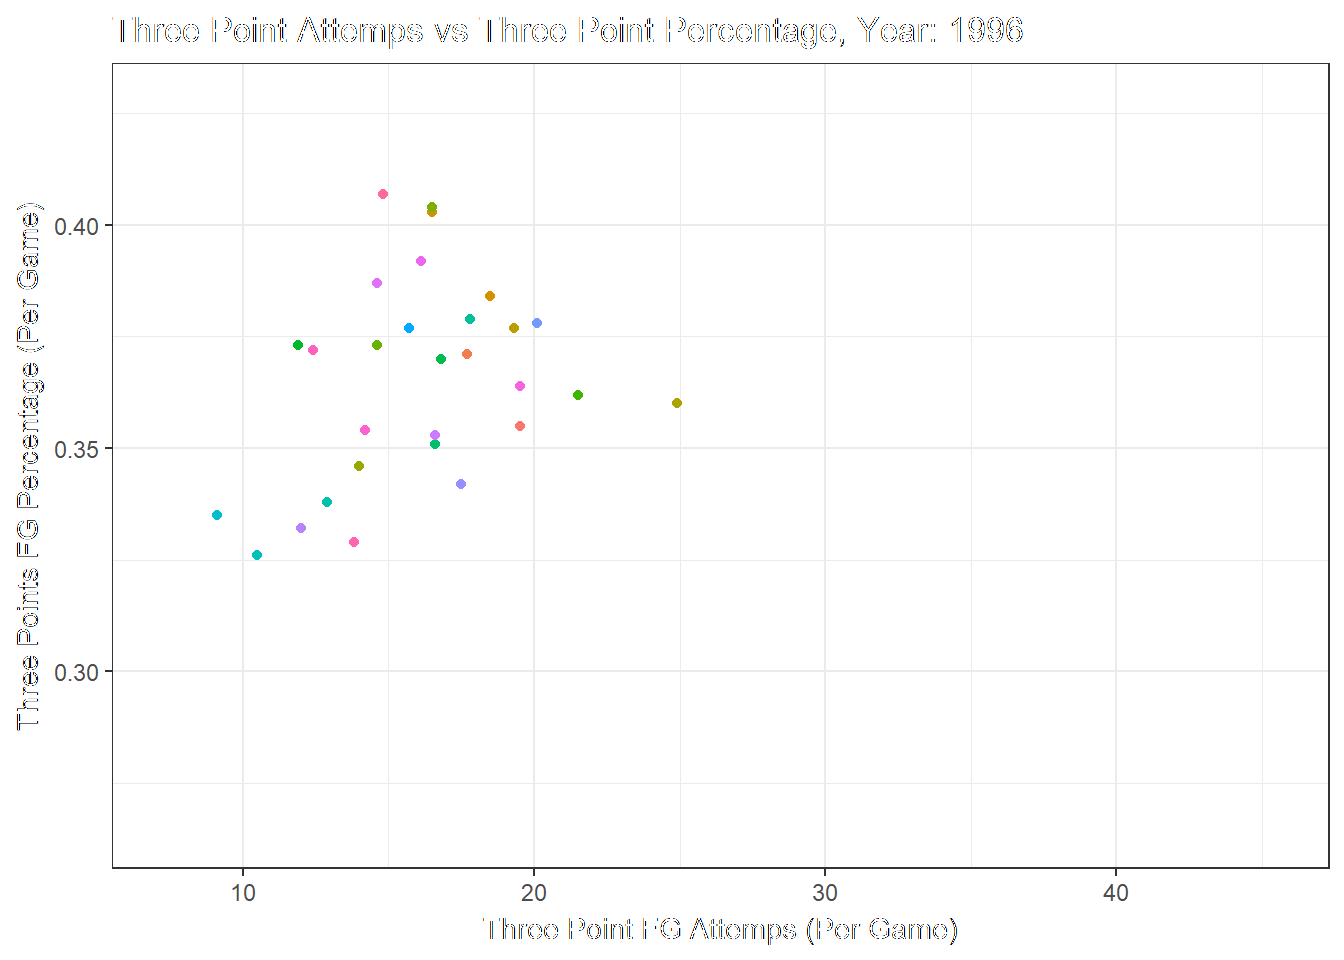 Three Point Attemps vs Three Point Percentage, Year: 1996
Three Points FG Percentage (Per Game)
0.40
0.35
0.30
10
20
30
40
Three Point FG Attemps (Per Game)